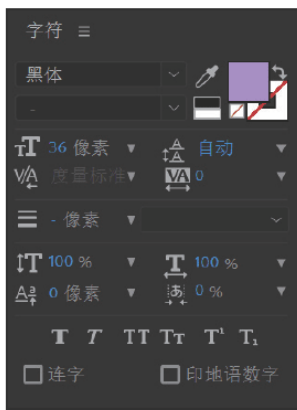 字符
黑体
-
36 像素 自动
度量标准 0
- 像素
100 % 100 %
0 像素 0 %
T T TT Tт T¹ T₁
连字 印地语数字